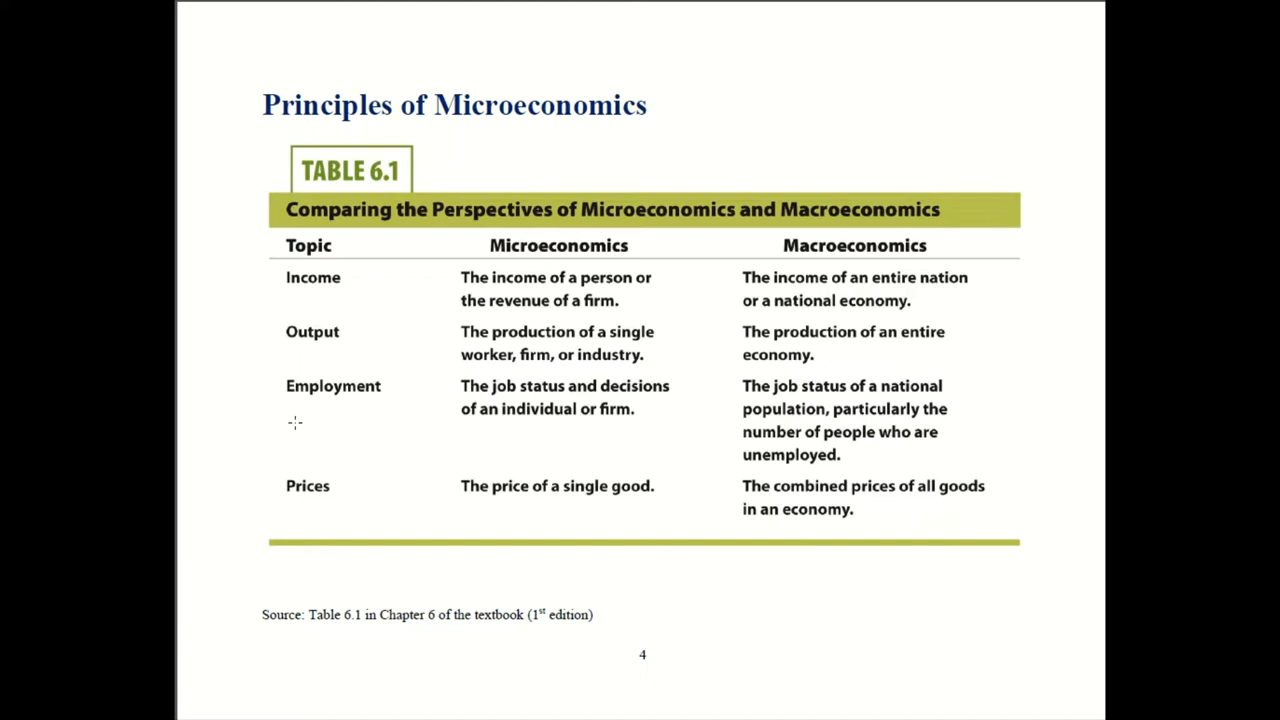 Principles of Microeconomics
TABLE 6.1
Comparing the Perspectives of Microeconomics and Macroeconomics
Topic Microeconomics Macroeconomics
Income The income of a person or The income of an entire nation
the revenue of a firm. or a national economy.
Output The production of a single The production of an entire
worker, firm, or industry. economy.
Employment The job status and decisions The job status of a national
of an individual or firm. population, particularly the
number of people who are
unemployed.
Prices The price of a single good. The combined prices of all goods
in an economy.
Source: Table 6.1 in Chapter 6 of the textbook (1st edition)
4